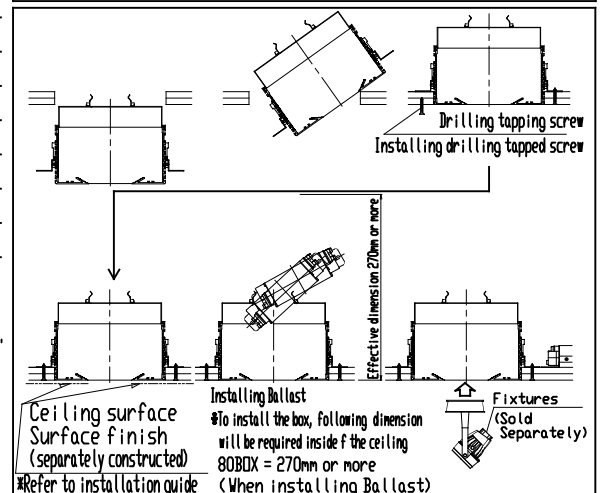 Drilling tapping screw
Installing drilling tapped screw
Effective dimension 270mm or more
Ceiling surface
Surface finish
(separately constructed)
※Refer to installation guide
Installing Ballast
※To install the box, following dimension
will be required inside f the ceiling
80BOX = 270mm or more
(When installing Ballast)
Fixtures
(Sold
Separately)